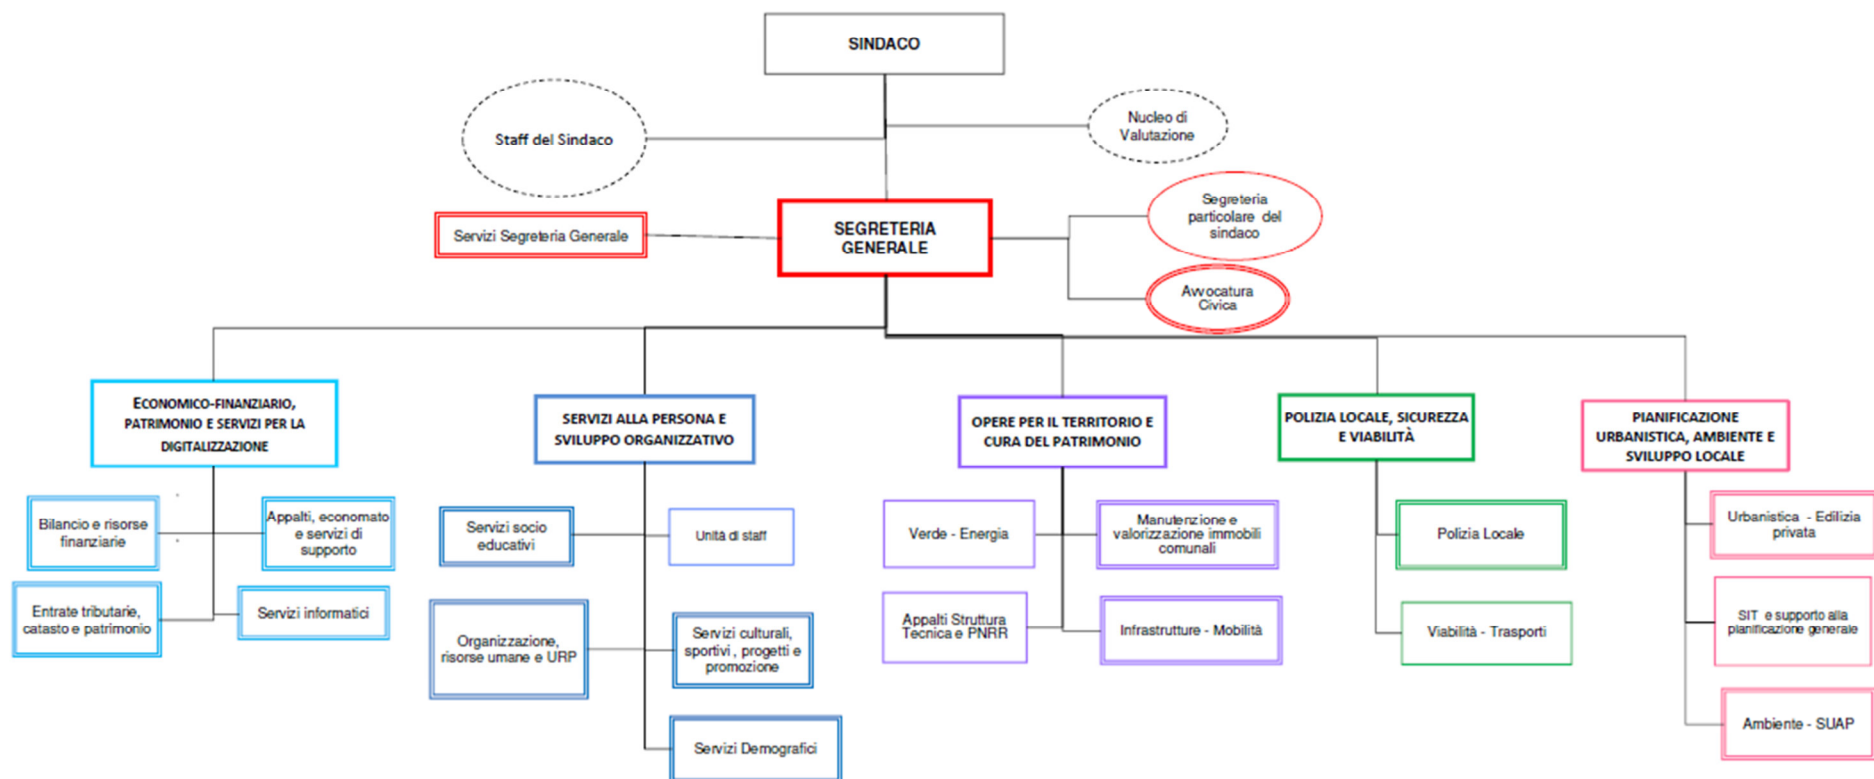 SINDACO
Staff del Sindaco
Nucleo di
Valutazione
Servizi Segreteria Generale
SEGRETERIA
GENERALE
Segreteria
particolare del
sindaco
Avvocatura
Civica
ECONOMICO-FINANZIARIO,
PATRIMONIO E SERVIZI PER LA
DIGITALIZZAZIONE
SERVIZI ALLA PERSONA E
SVILUPPO ORGANIZZATIVO
OPERE PER IL TERRITORIO E
CURA DEL PATRIMONIO
POLIZIA LOCALE, SICUREZZA
E VIABILITÀ
PIANIFICAZIONE
URBANISTICA, AMBIENTE E
SVILUPPO LOCALE
Bilancio e risorse
finanziarie
Appalti, economato
e servizi di
supporto
Entrate tributarie,
catasto e patrimonio
Servizi informatici
Servizi socio
educativi
Unità di staff
Organizzazione,
risorse umane e URP
Servizi culturali,
sportivi, progetti e
promozione
Servizi Demografici
Verde - Energia
Manutenzione e
valorizzazione immobili
comunali
Appalti Struttura
Tecnica e PNRR
Infrastrutture - Mobilità
Polizia Locale
Viabilità - Trasporti
Urbanistica - Edilizia
privata
SIT e supporto alla
pianificazione generale
Ambiente - SUAP